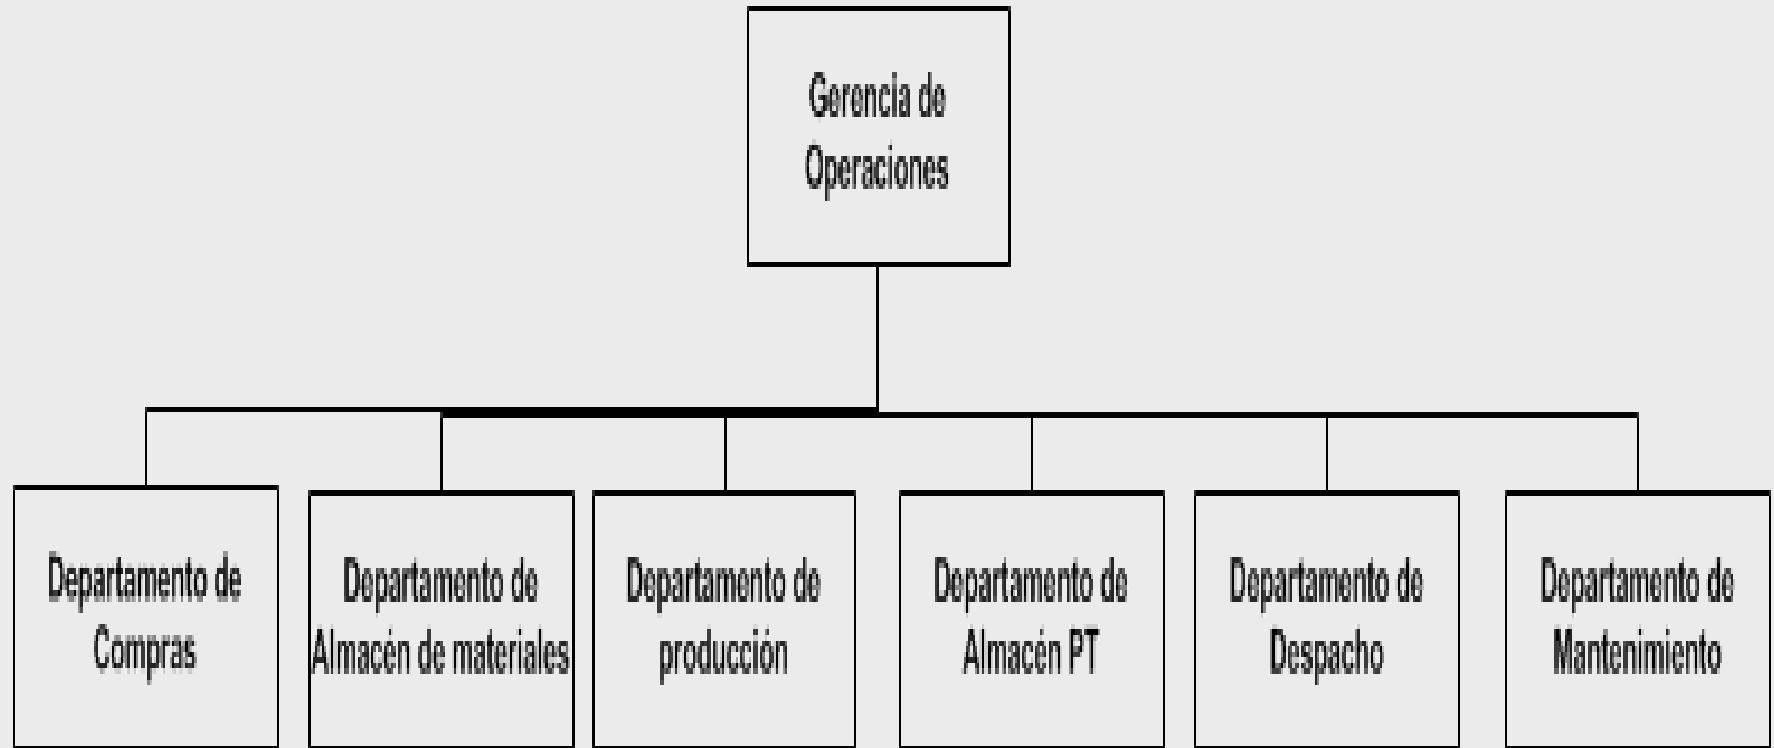 Gerencia de
Operaciones
Departamento de
Compras
Departamento de
Almacén de materiales
Departamento de
producción
Departamento de
Almacén PT
Departamento de
Despacho
Departamento de
Mantenimiento